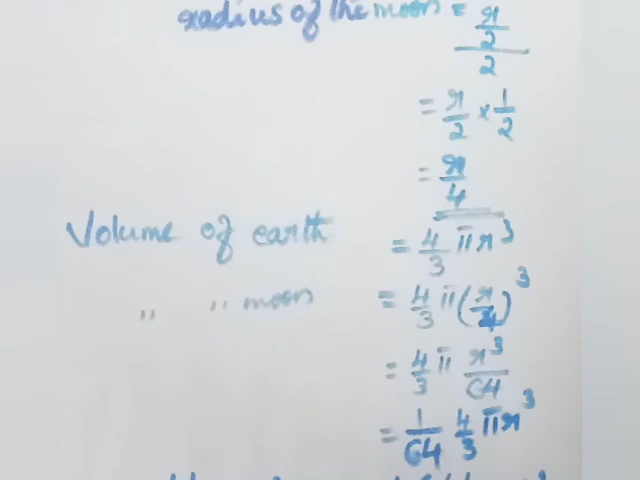 radius of the moon = r/2 / 2
= r/2 × 1/2
= r/4
Volume of earth = 4/3 πr³
" " moon = 4/3 π(r/4)³
= 4/3 π r³/64
= 1/64 4/3 πr³